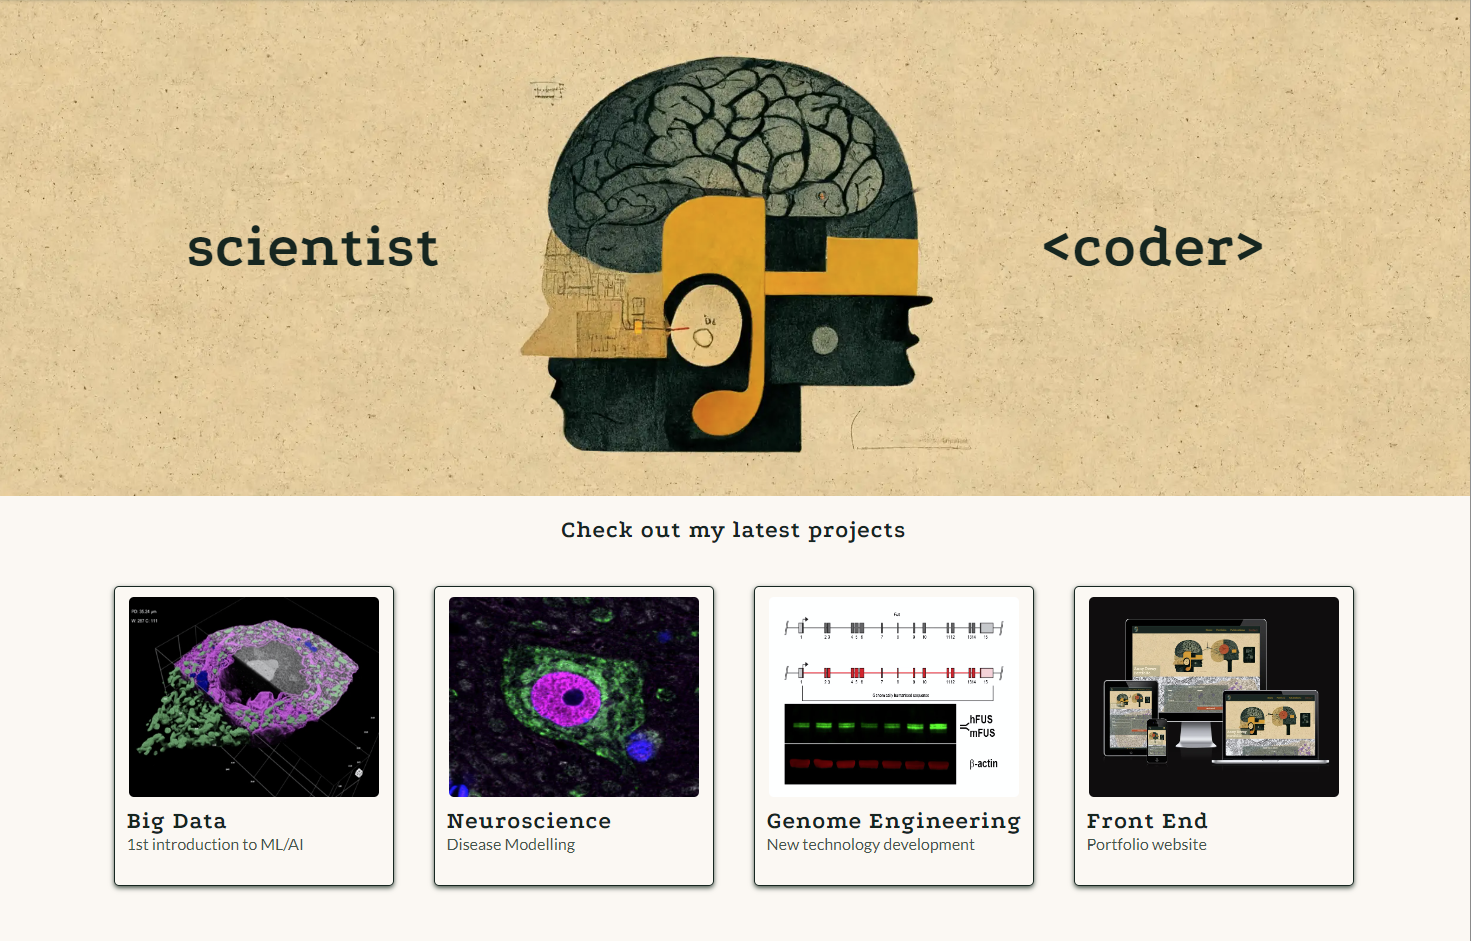 scientist
<coder>
Check out my latest projects
Big Data
1st introduction to ML/AI
Neuroscience
Disease Modelling
hFUS
mFUS
β-actin
Genome Engineering
New technology development
Front End
Portfolio website